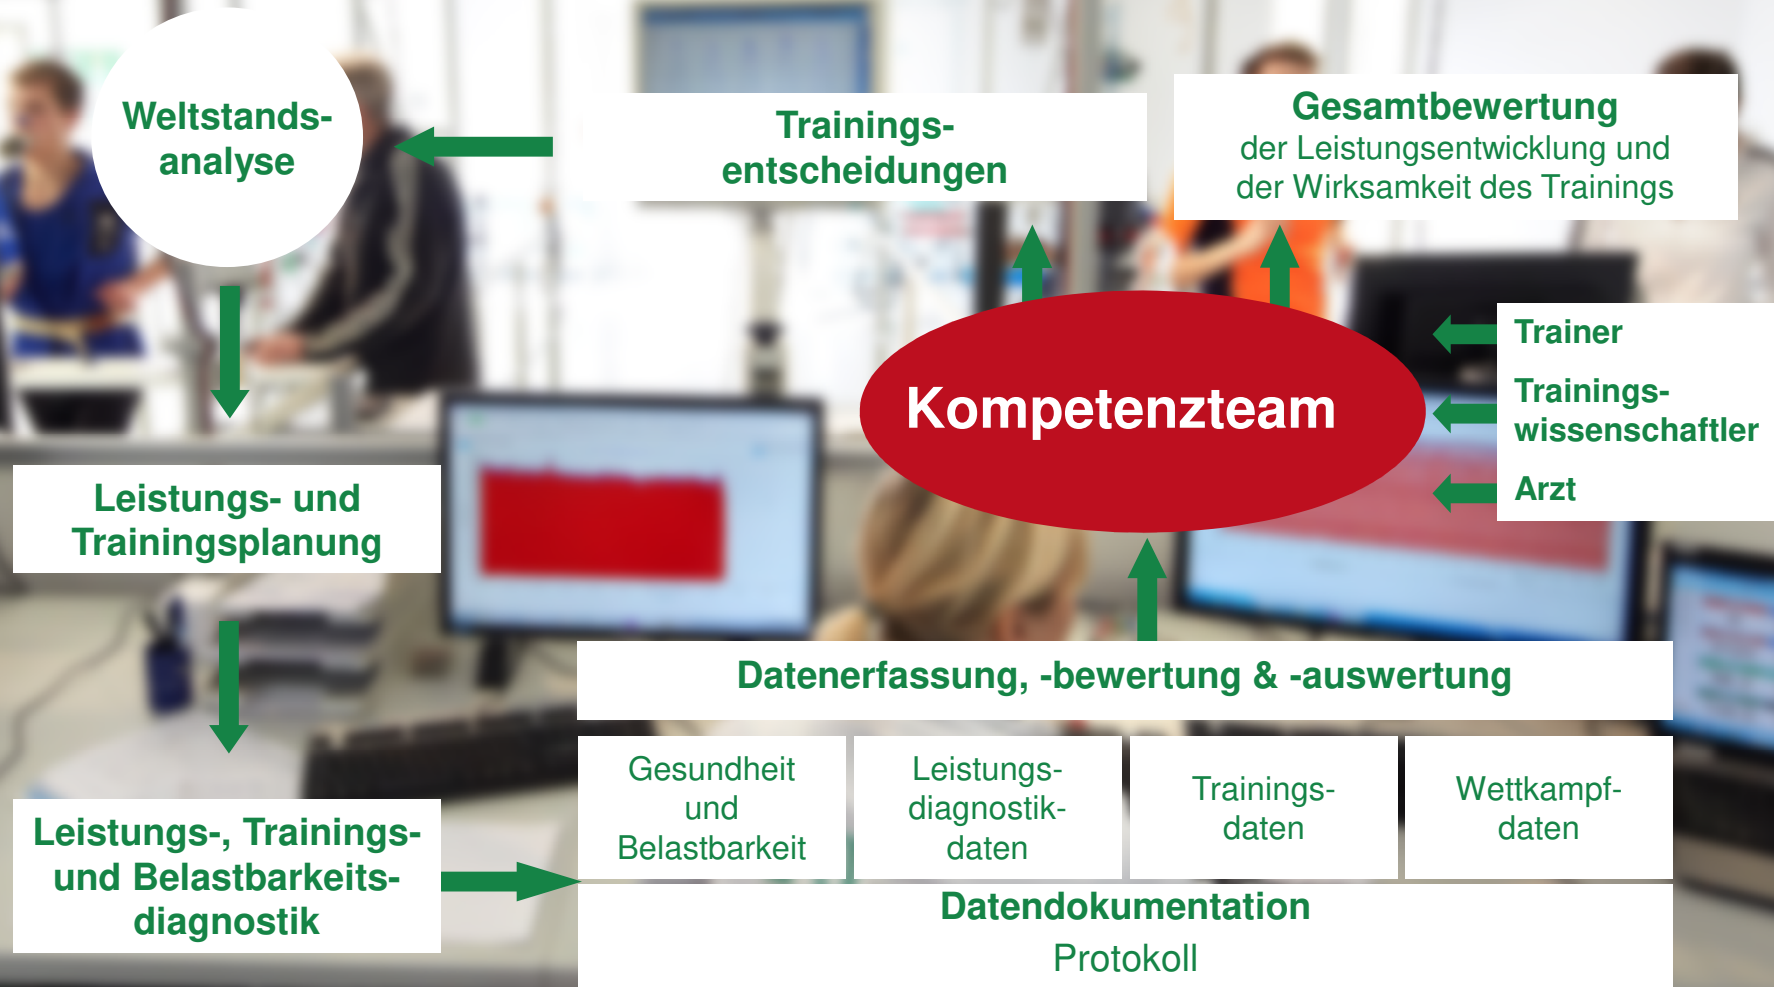 Weltstands-
analyse
Trainings-
entscheidungen
Gesamtbewertung
der Leistungsentwicklung und
der Wirksamkeit des Trainings
Kompetenzteam
Trainer
Trainings-
wissenschaftler
Arzt
Leistungs- und
Trainingsplanung
Datenerfassung, -bewertung & -auswertung
Gesundheit
und
Belastbarkeit
Leistungs-
diagnostik-
daten
Trainings-
daten
Wettkampf-
daten
Leistungs-, Trainings-
und Belastbarkeits-
diagnostik
Datendokumentation
Protokoll